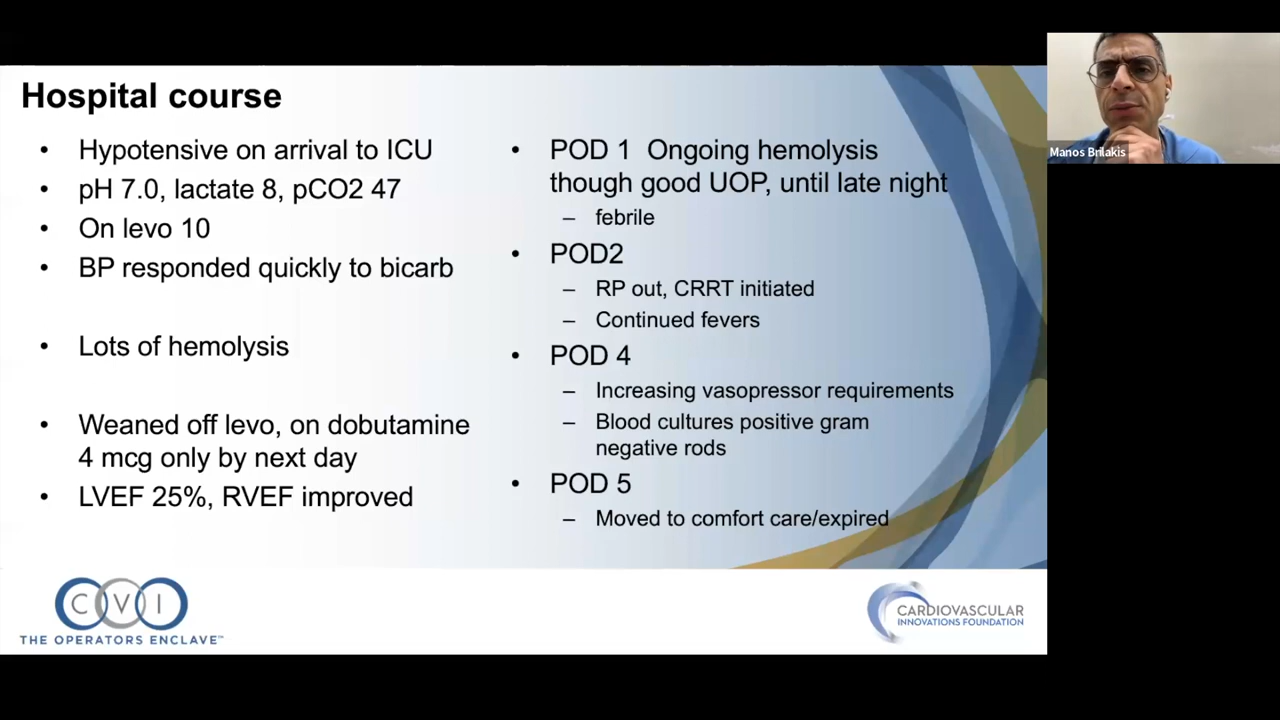 Hospital course
• Hypotensive on arrival to ICU
• pH 7.0, lactate 8, pCO2 47
• On levo 10
• BP responded quickly to bicarb
• Lots of hemolysis
• Weaned off levo, on dobutamine
4 mcg only by next day
• LVEF 25%, RVEF improved
• POD 1 Ongoing hemolysis
though good UOP, until late night
– febrile
• POD2
– RP out, CRRT initiated
– Continued fevers
• POD 4
– Increasing vasopressor requirements
– Blood cultures positive gram
negative rods
• POD 5
– Moved to comfort care/expired
Manos Brilakis
CVI
THE OPERATORS ENCLAVE™
CARDIOVASCULAR
INNOVATIONS FOUNDATION